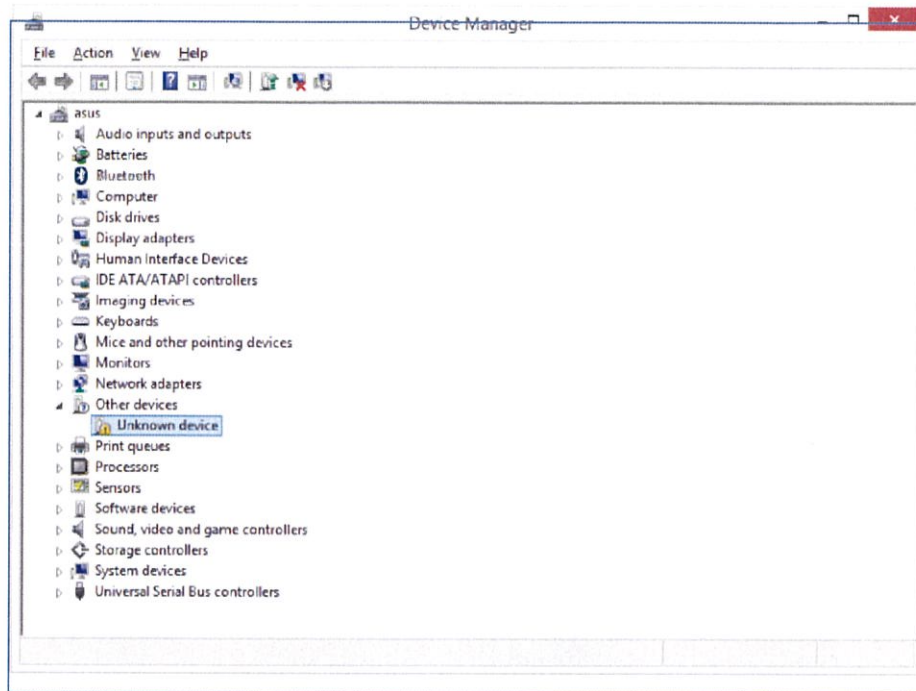 Device Manager
File Action View Help
asus
Audio inputs and outputs
Batteries
Bluetooth
Computer
Disk drives
Display adapters
Human Interface Devices
IDE ATA/ATAPI controllers
Imaging devices
Keyboards
Mice and other pointing devices
Monitors
Network adapters
Other devices
Unknown device
Print queues
Processors
Sensors
Software devices
Sound, video and game controllers
Storage controllers
System devices
Universal Serial Bus controllers